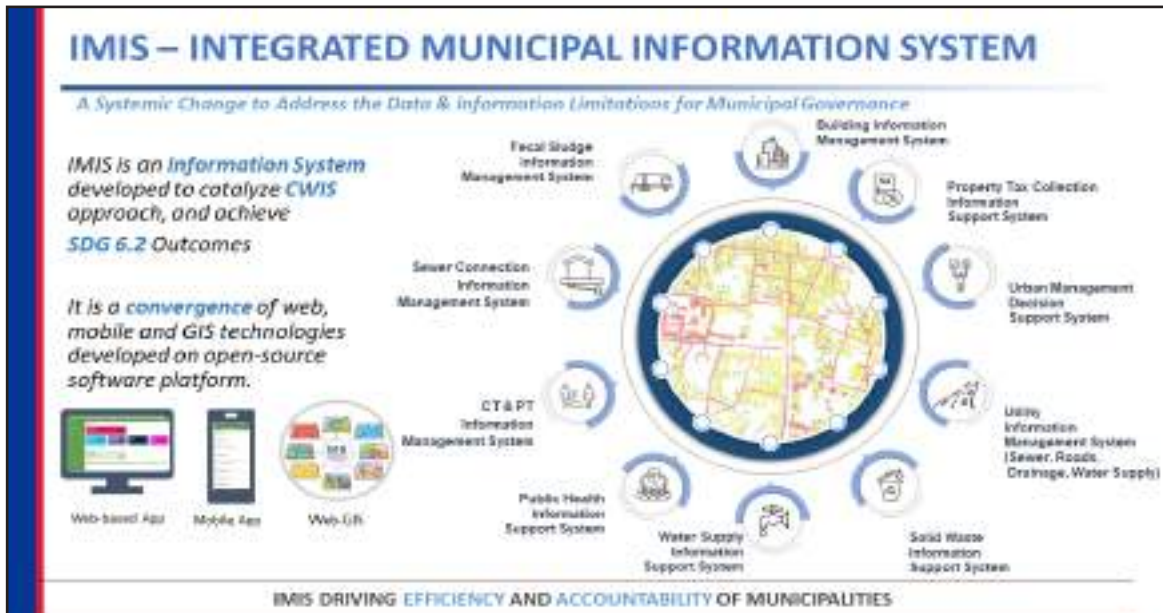 IMIS – INTEGRATED MUNICIPAL INFORMATION SYSTEM
A Systemic Change to Address the Data & Information Limitations for Municipal Governance
IMIS is an Information System
developed to catalyze CWIS
approach, and achieve
SDG 6.2 Outcomes
It is a convergence of web,
mobile and GIS technologies
developed on open-source
software platform.
Web-based App
Mobile App
Web-GIS
Building Information
Management System
Property Tax Collection
Information
Support System
Urban Management
Decision
Support System
Utility
Information
Management System
(Sewer, Roads,
Drainage, Water Supply)
Solid Waste
Information
Support System
Water Supply
Information
Support System
Public Health
Information
Support System
CT & PT
Information
Management System
Sewer Connection
Information
Management System
Fecal Sludge
Information
Management System
IMIS DRIVING EFFICIENCY AND ACCOUNTABILITY OF MUNICIPALITIES